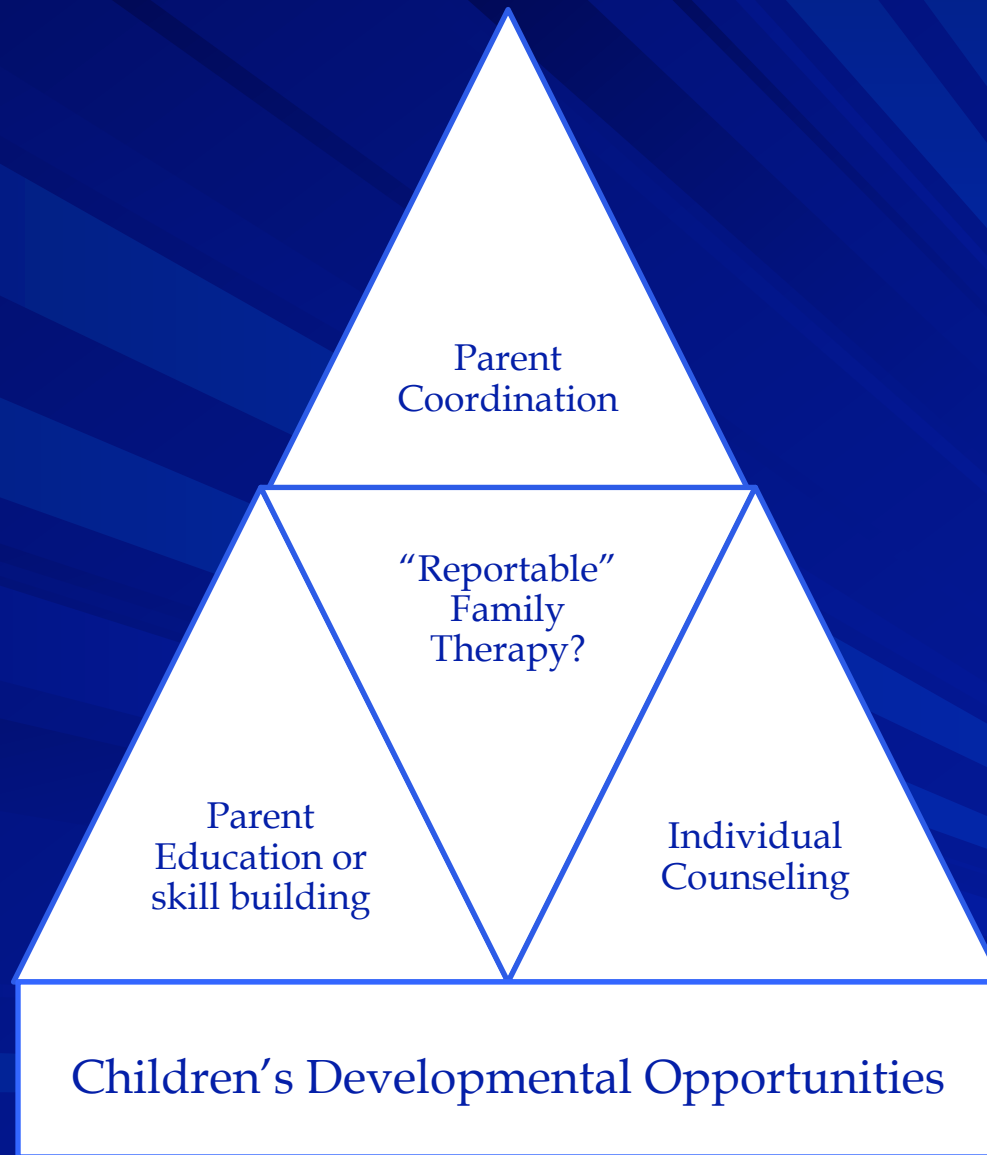 Parent
Coordination
“Reportable”
Family
Therapy?
Parent
Education or
skill building
Individual
Counseling
Children’s Developmental Opportunities